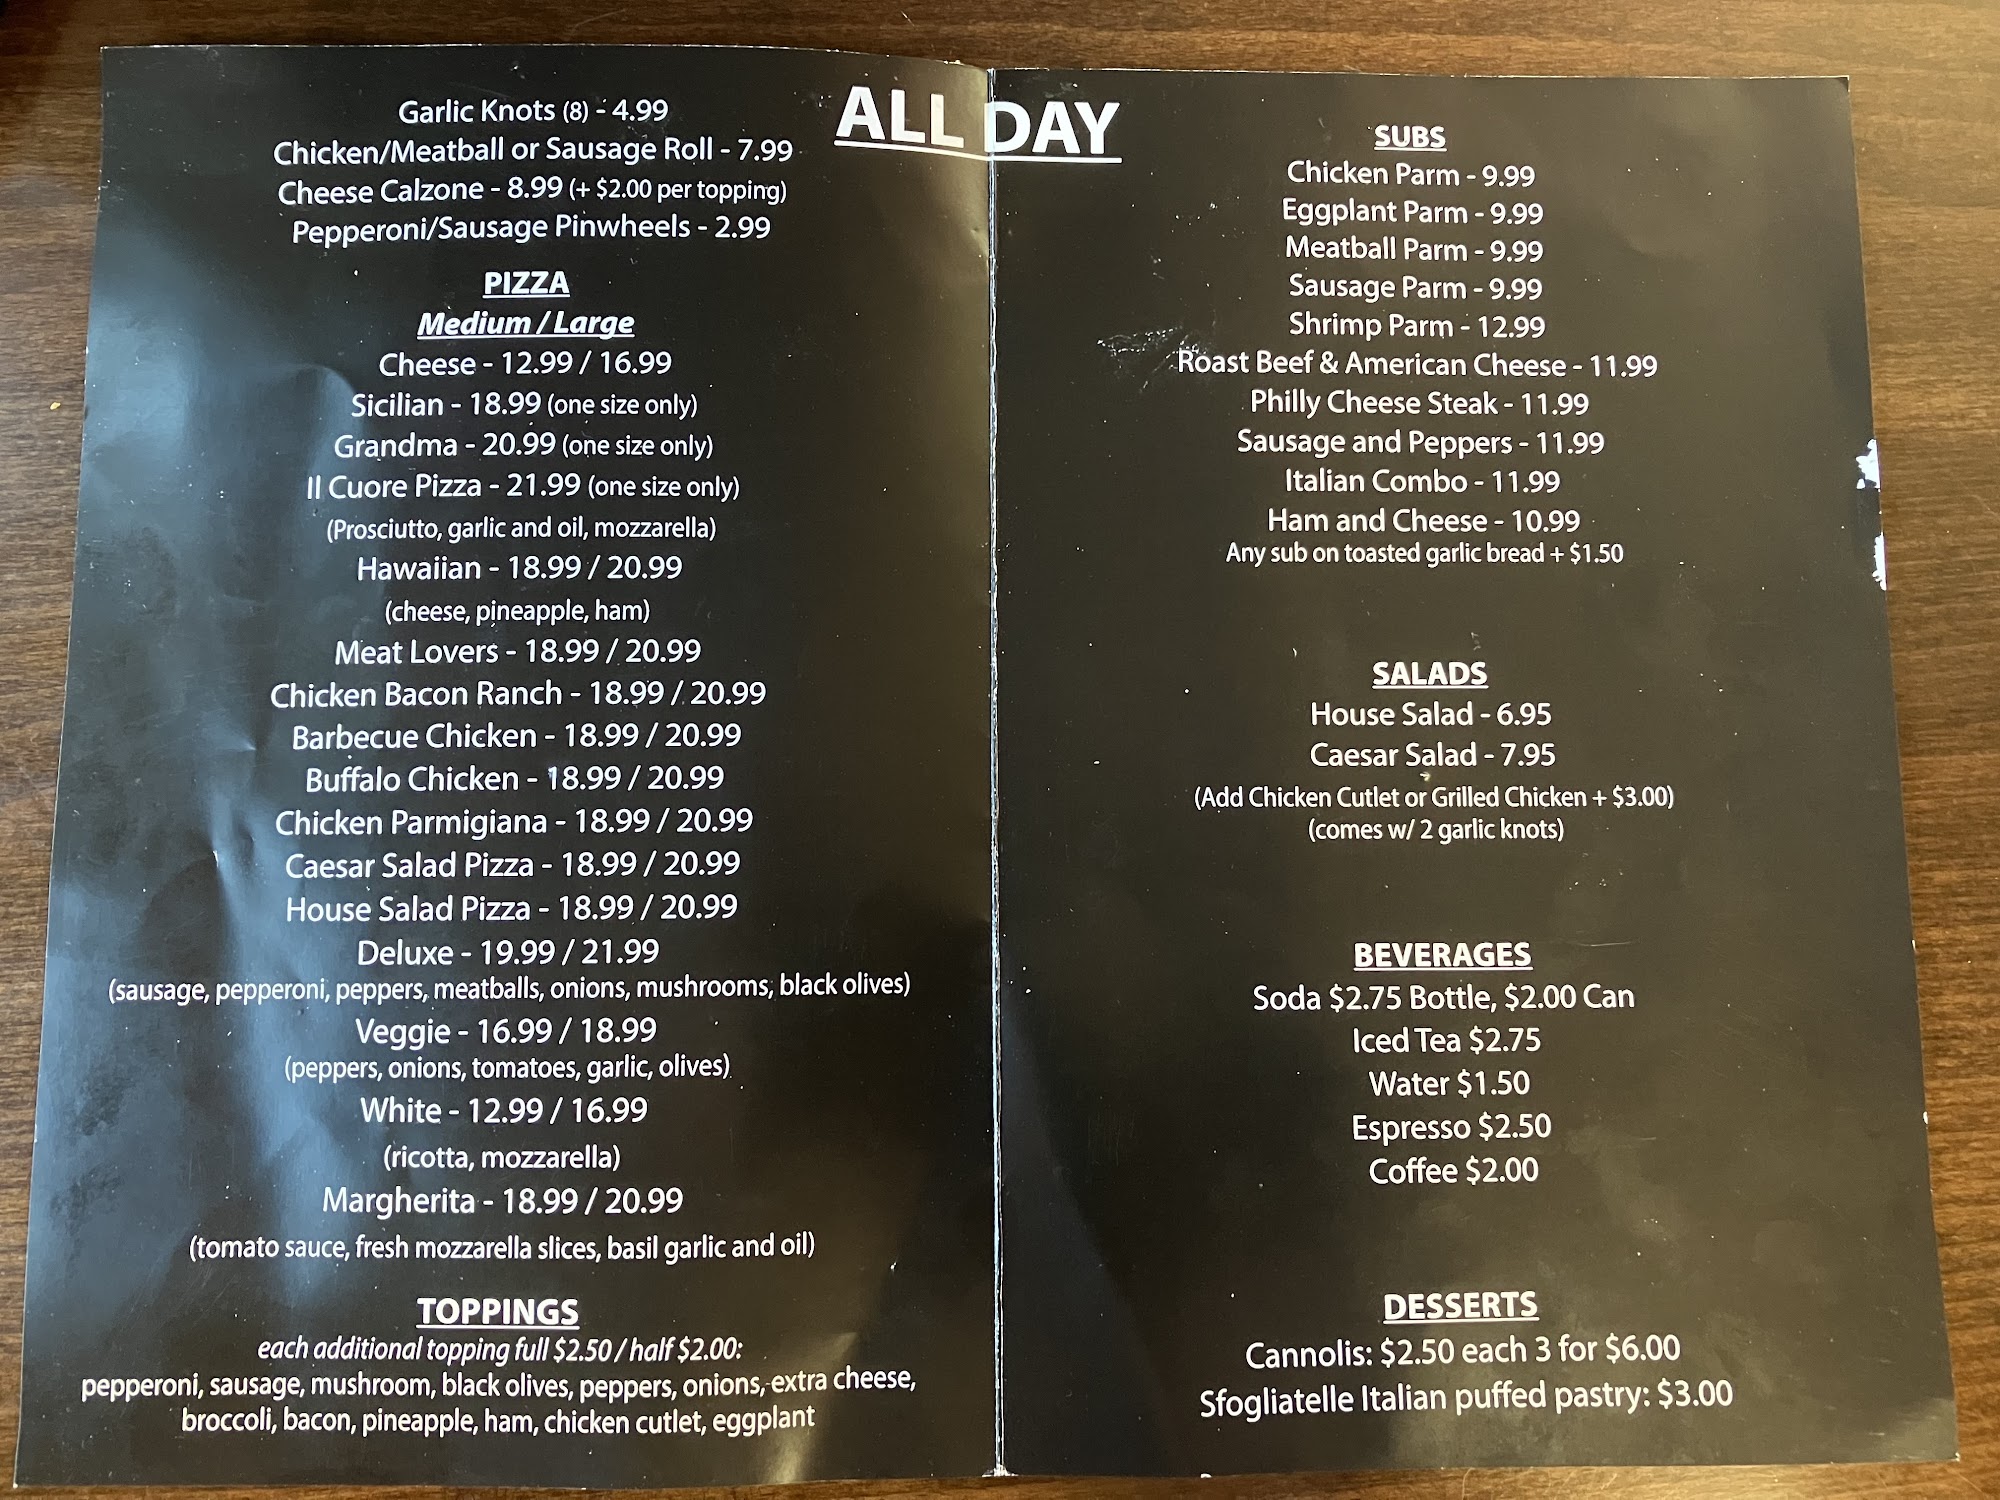 ALL DAY
Garlic Knots (8) - 4.99
Chicken/Meatball or Sausage Roll - 7.99
Cheese Calzone - 8.99 (+ $2.00 per topping)
Pepperoni/Sausage Pinwheels - 2.99
PIZZA
Medium / Large
Cheese - 12.99 / 16.99
Sicilian - 18.99 (one size only)
Grandma - 20.99 (one size only)
Il Cuore Pizza - 21.99 (one size only)
(Prosciutto, garlic and oil, mozzarella)
Hawaiian - 18.99 / 20.99
(cheese, pineapple, ham)
Meat Lovers - 18.99 / 20.99
Chicken Bacon Ranch - 18.99 / 20.99
Barbecue Chicken - 18.99 / 20.99
Buffalo Chicken - 18.99 / 20.99
Chicken Parmigiana - 18.99 / 20.99
Caesar Salad Pizza - 18.99 / 20.99
House Salad Pizza - 18.99 / 20.99
Deluxe - 19.99 / 21.99
(sausage, pepperoni, peppers, meatballs, onions, mushrooms, black olives)
Veggie - 16.99 / 18.99
(peppers, onions, tomatoes, garlic, olives)
White - 12.99 / 16.99
(ricotta, mozzarella)
Margherita - 18.99 / 20.99
(tomato sauce, fresh mozzarella slices, basil garlic and oil)
TOPPINGS
each additional topping full $2.50 / half $2.00:
pepperoni, sausage, mushroom, black olives, peppers, onions, extra cheese,
broccoli, bacon, pineapple, ham, chicken cutlet, eggplant
SUBS
Chicken Parm - 9.99
Eggplant Parm - 9.99
Meatball Parm - 9.99
Sausage Parm - 9.99
Shrimp Parm - 12.99
Roast Beef & American Cheese - 11.99
Philly Cheese Steak - 11.99
Sausage and Peppers - 11.99
Italian Combo - 11.99
Ham and Cheese - 10.99
Any sub on toasted garlic bread + $1.50
SALADS
House Salad - 6.95
Caesar Salad - 7.95
(Add Chicken Cutlet or Grilled Chicken + $3.00)
(comes w/ 2 garlic knots)
BEVERAGES
Soda $2.75 Bottle, $2.00 Can
Iced Tea $2.75
Water $1.50
Espresso $2.50
Coffee $2.00
DESSERTS
Cannolis: $2.50 each 3 for $6.00
Sfogliatelle Italian puffed pastry: $3.00